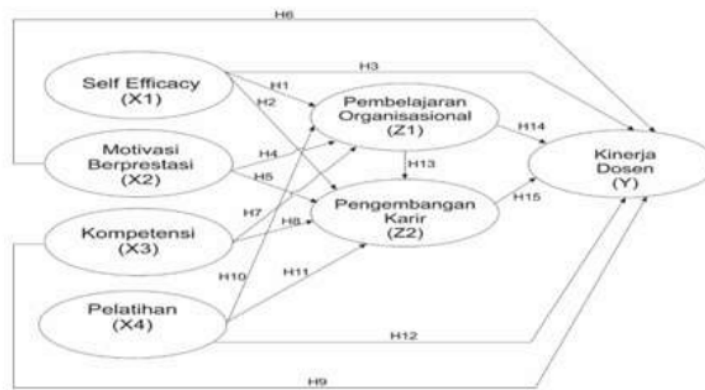 H6
H3
Self Efficacy
(X1)
H1
H2
Pembelajaran
Organisasional
(Z1)
H14
Motivasi
Berprestasi
(X2)
H4
H5
H13
Kinerja
Dosen
(Y)
H7
Kompetensi
(X3)
H8
Pengembangan
Karir
(Z2)
H15
H10
H11
Pelatihan
(X4)
H12
H9